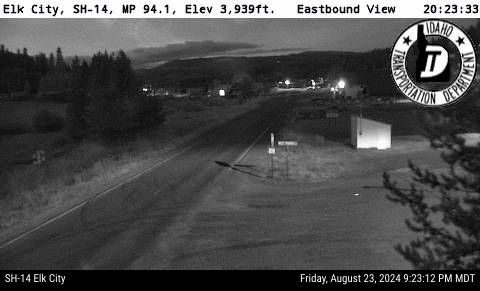 Elk City, SH-14, MP 94.1, Elev 3,939ft. Eastbound View 20:23:33
IDAHO
TRANSPORTATION DEPARTMENT
SH-14 Elk City Friday, August 23, 2024 9:23:12 PM MDT